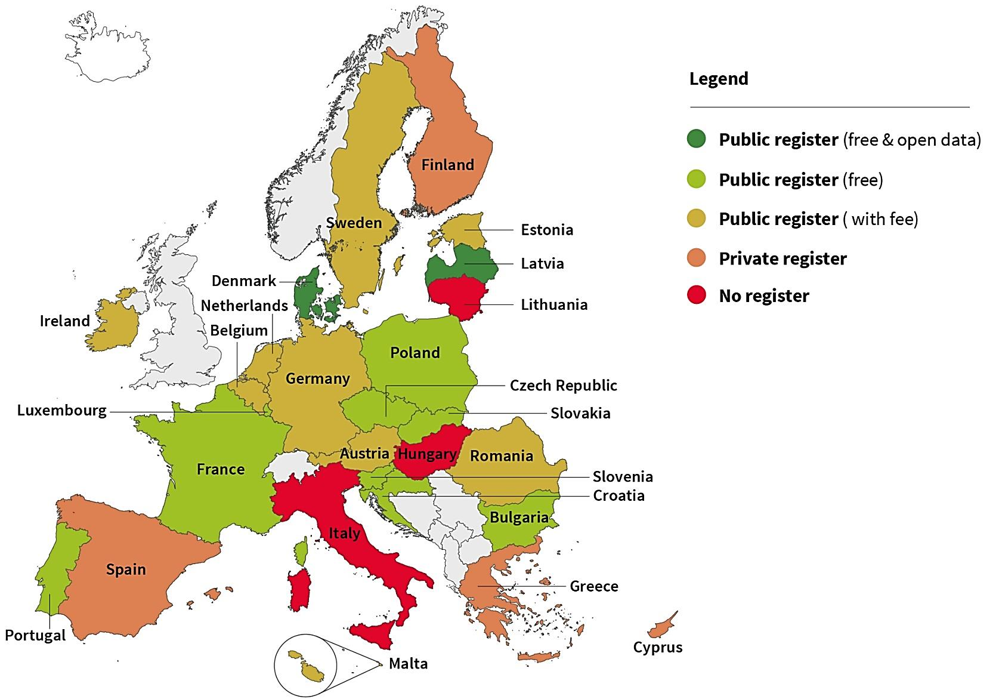 Legend
Public register (free & open data)
Public register (free)
Public register ( with fee)
Private register
No register
Finland
Sweden
Estonia
Latvia
Denmark
Netherlands
Lithuania
Ireland
Belgium
Poland
Germany
Czech Republic
Luxembourg
Slovakia
Austria
Hungary
Romania
France
Slovenia
Croatia
Bulgaria
Italy
Spain
Greece
Portugal
Cyprus
Malta